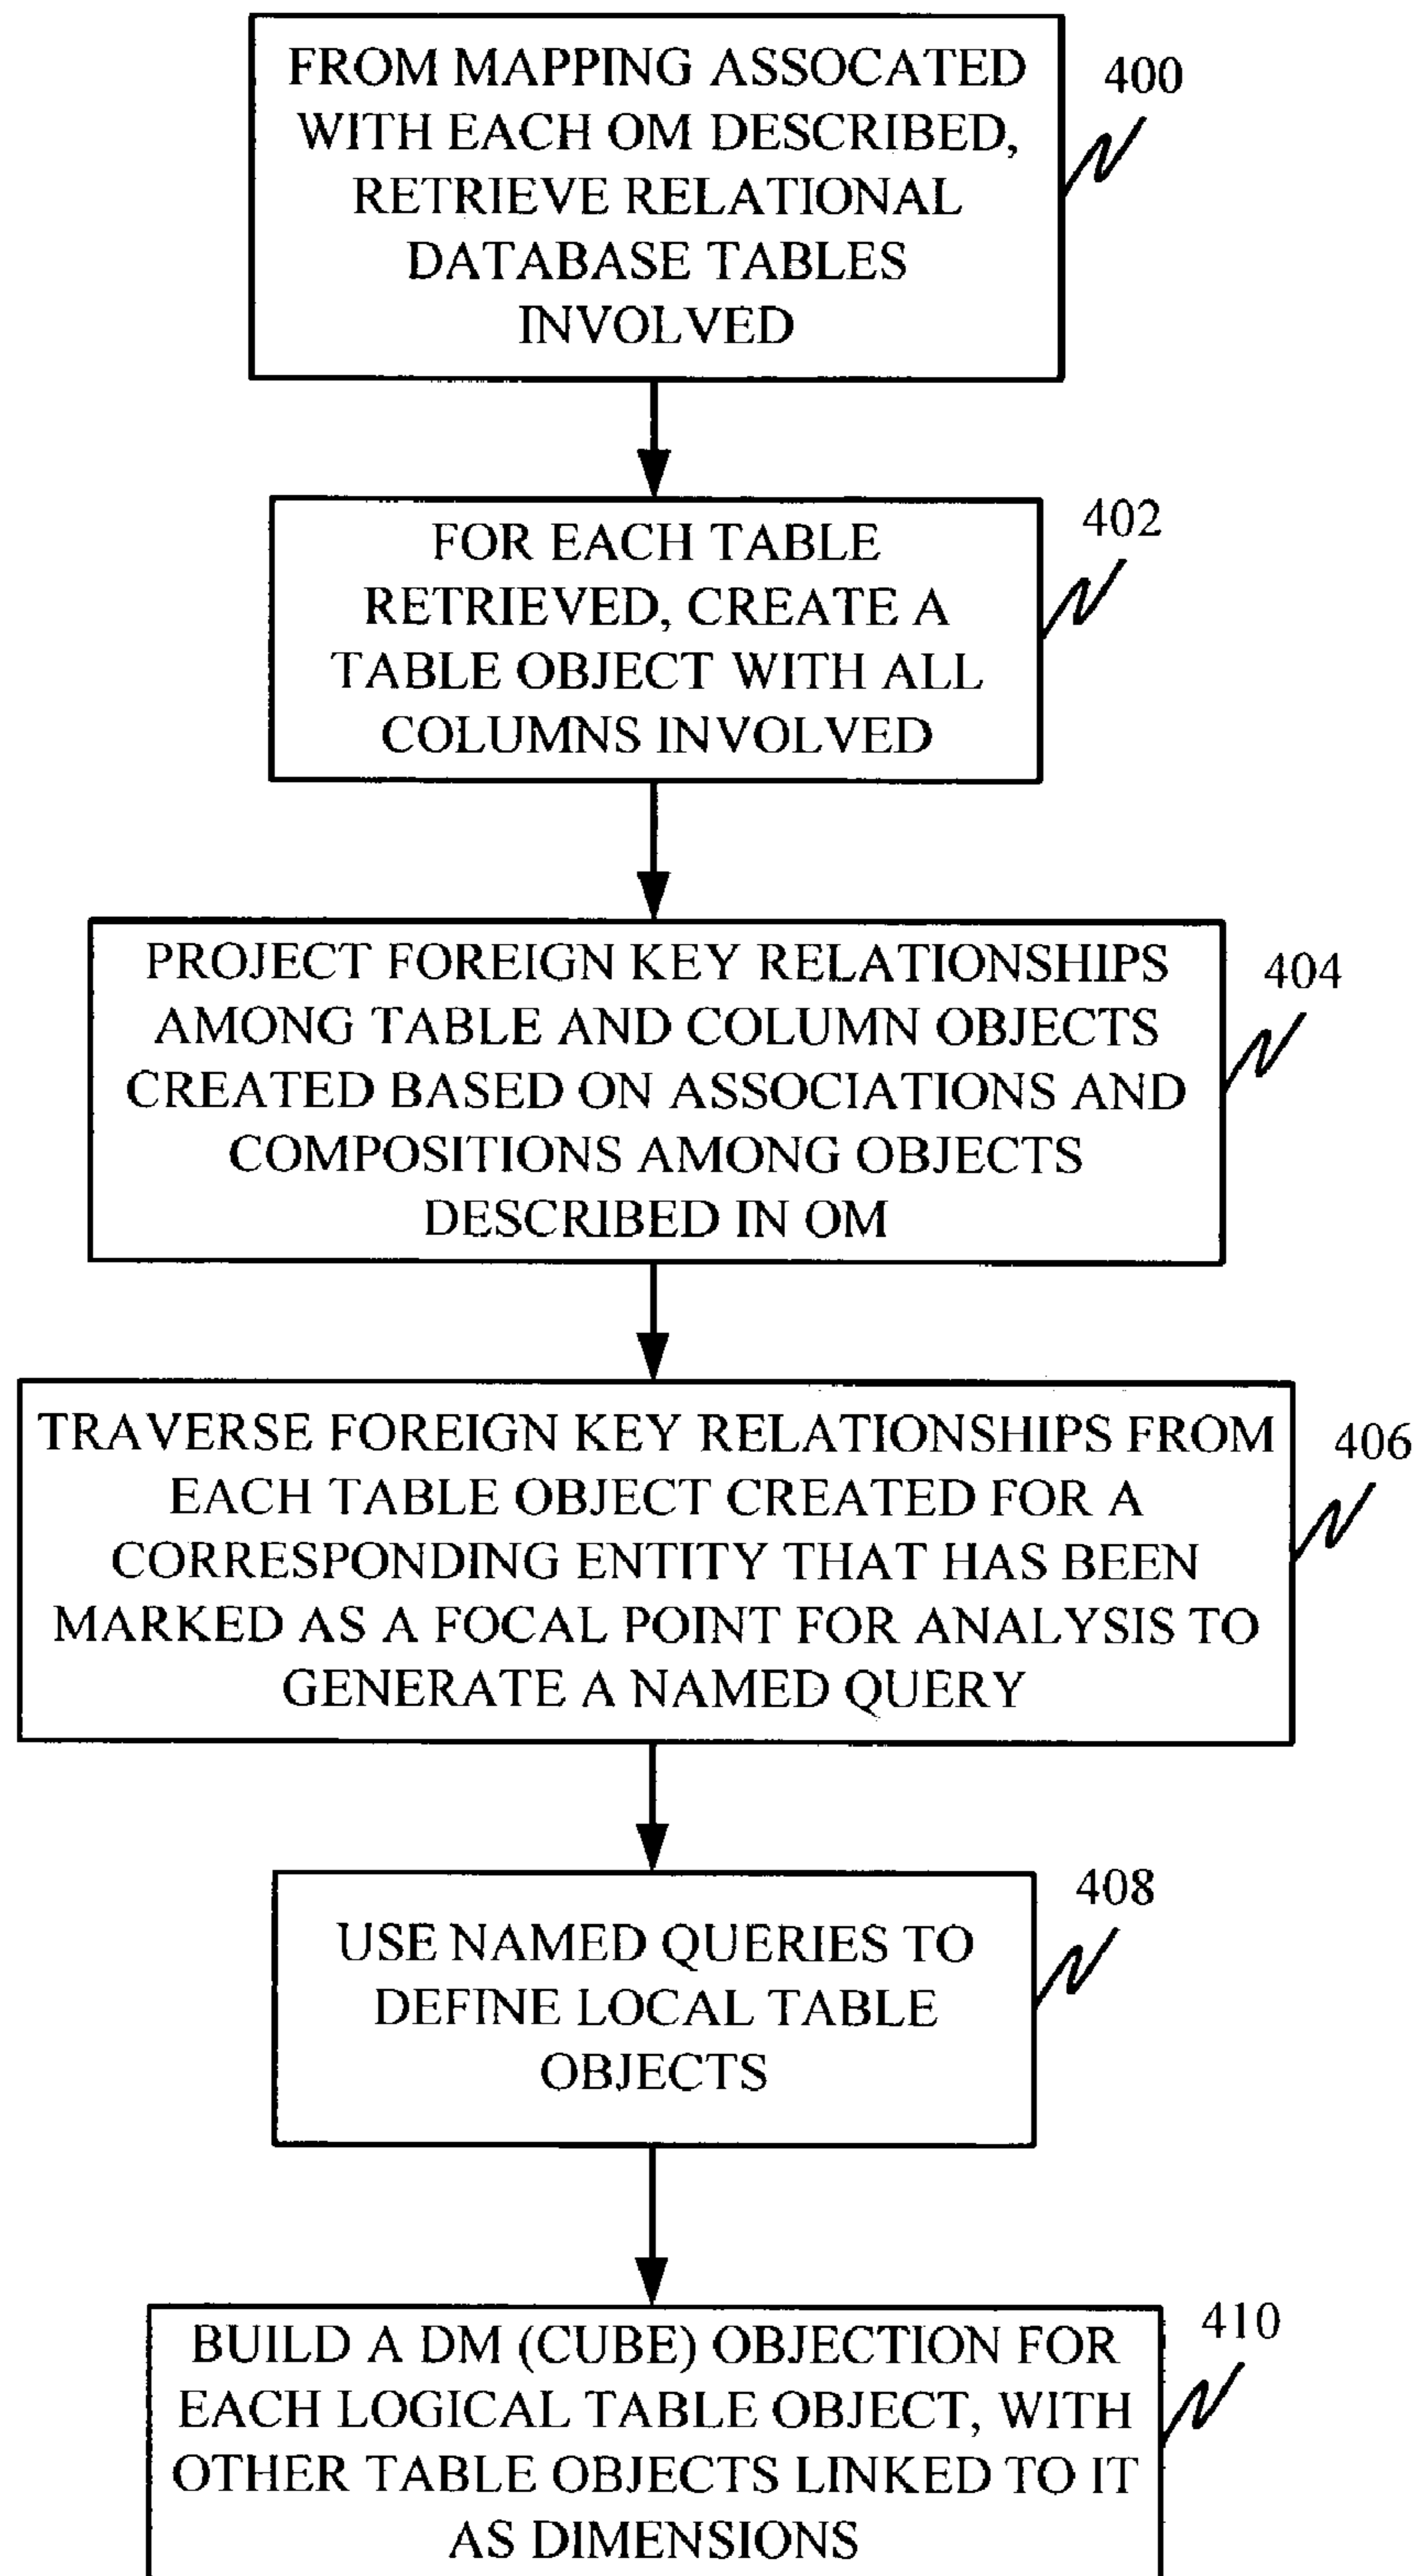 FROM MAPPING ASSOCATED
WITH EACH OM DESCRIBED,
RETRIEVE RELATIONAL
DATABASE TABLES
INVOLVED
400
FOR EACH TABLE
RETRIEVED, CREATE A
TABLE OBJECT WITH ALL
COLUMNS INVOLVED
402
PROJECT FOREIGN KEY RELATIONSHIPS
AMONG TABLE AND COLUMN OBJECTS
CREATED BASED ON ASSOCIATIONS AND
COMPOSITIONS AMONG OBJECTS
DESCRIBED IN OM
404
TRAVERSE FOREIGN KEY RELATIONSHIPS FROM
EACH TABLE OBJECT CREATED FOR A
CORRESPONDING ENTITY THAT HAS BEEN
MARKED AS A FOCAL POINT FOR ANALYSIS TO
GENERATE A NAMED QUERY
406
USE NAMED QUERIES TO
DEFINE LOCAL TABLE
OBJECTS
408
BUILD A DM (CUBE) OBJECTION FOR
EACH LOGICAL TABLE OBJECT, WITH
OTHER TABLE OBJECTS LINKED TO IT
AS DIMENSIONS
410